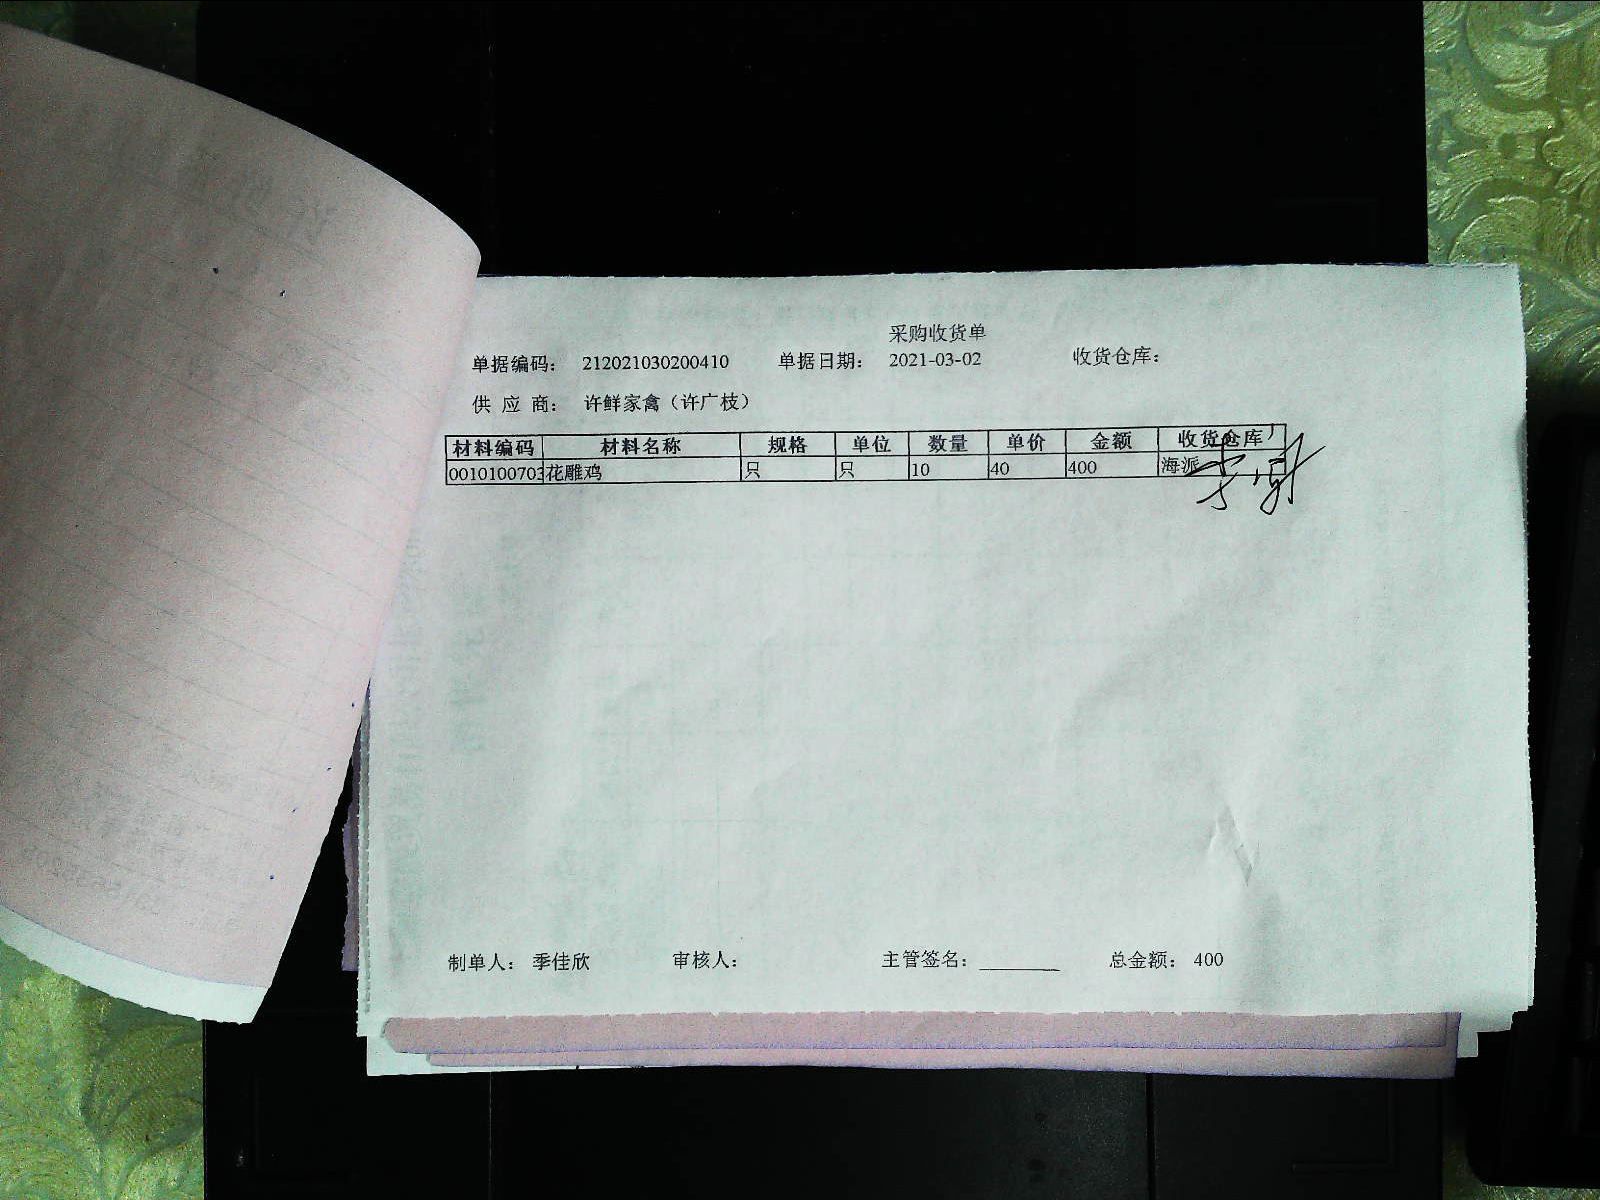 采购收货单
单据编码： 212021030200410 单据日期： 2021-03-02 收货仓库：
供 应 商： 许鲜家禽（许广枝）
材料编码 材料名称 规格 单位 数量 单价 金额 收货仓库
0010100703 花雕鸡 只 只 10 40 400 海派
制单人： 季佳欣 审核人： 主管签名：________ 总金额： 400